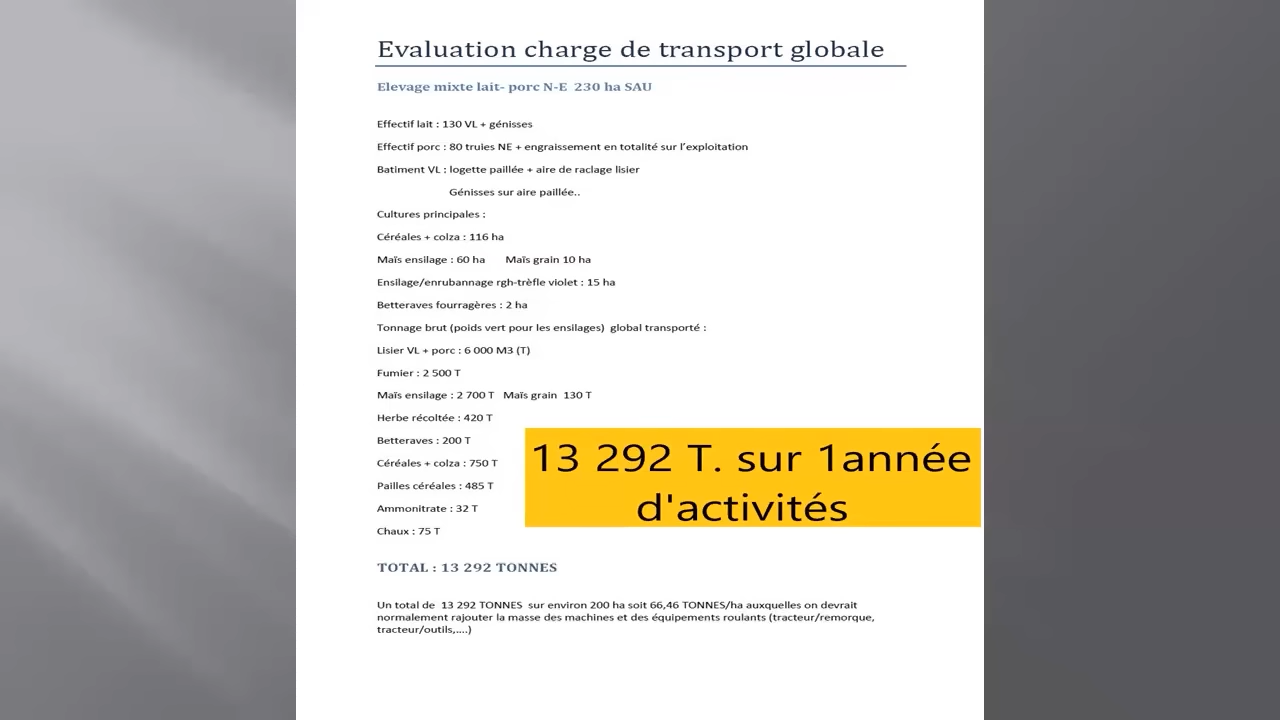 Evaluation charge de transport globale
Elevage mixte lait- porc N-E 230 ha SAU
Effectif lait : 130 VL + génisses
Effectif porc : 80 truies NE + engraissement en totalité sur l'exploitation
Batiment VL : logette paillée + aire de raclage lisier
Génisses sur aire paillée..
Cultures principales :
Céréales + colza : 116 ha
Maïs ensilage : 60 ha Maïs grain 10 ha
Ensilage/enrubannage rgh-trèfle violet : 15 ha
Betteraves fourragères : 2 ha
Tonnage brut (poids vert pour les ensilages) global transporté :
Lisier VL + porc : 6 000 M3 (T)
Fumier : 2 500 T
Maïs ensilage : 2 700 T Maïs grain 130 T
Herbe récoltée : 420 T
Betteraves : 200 T
Céréales + colza : 750 T
Pailles céréales : 485 T
Ammonitrate : 32 T
Chaux : 75 T
13 292 T. sur 1année
d'activités
TOTAL : 13 292 TONNES
Un total de 13 292 TONNES sur environ 200 ha soit 66,46 TONNES/ha auxquelles on devrait
normalement rajouter la masse des machines et des équipements roulants (tracteur/remorque,
tracteur/outils,....)